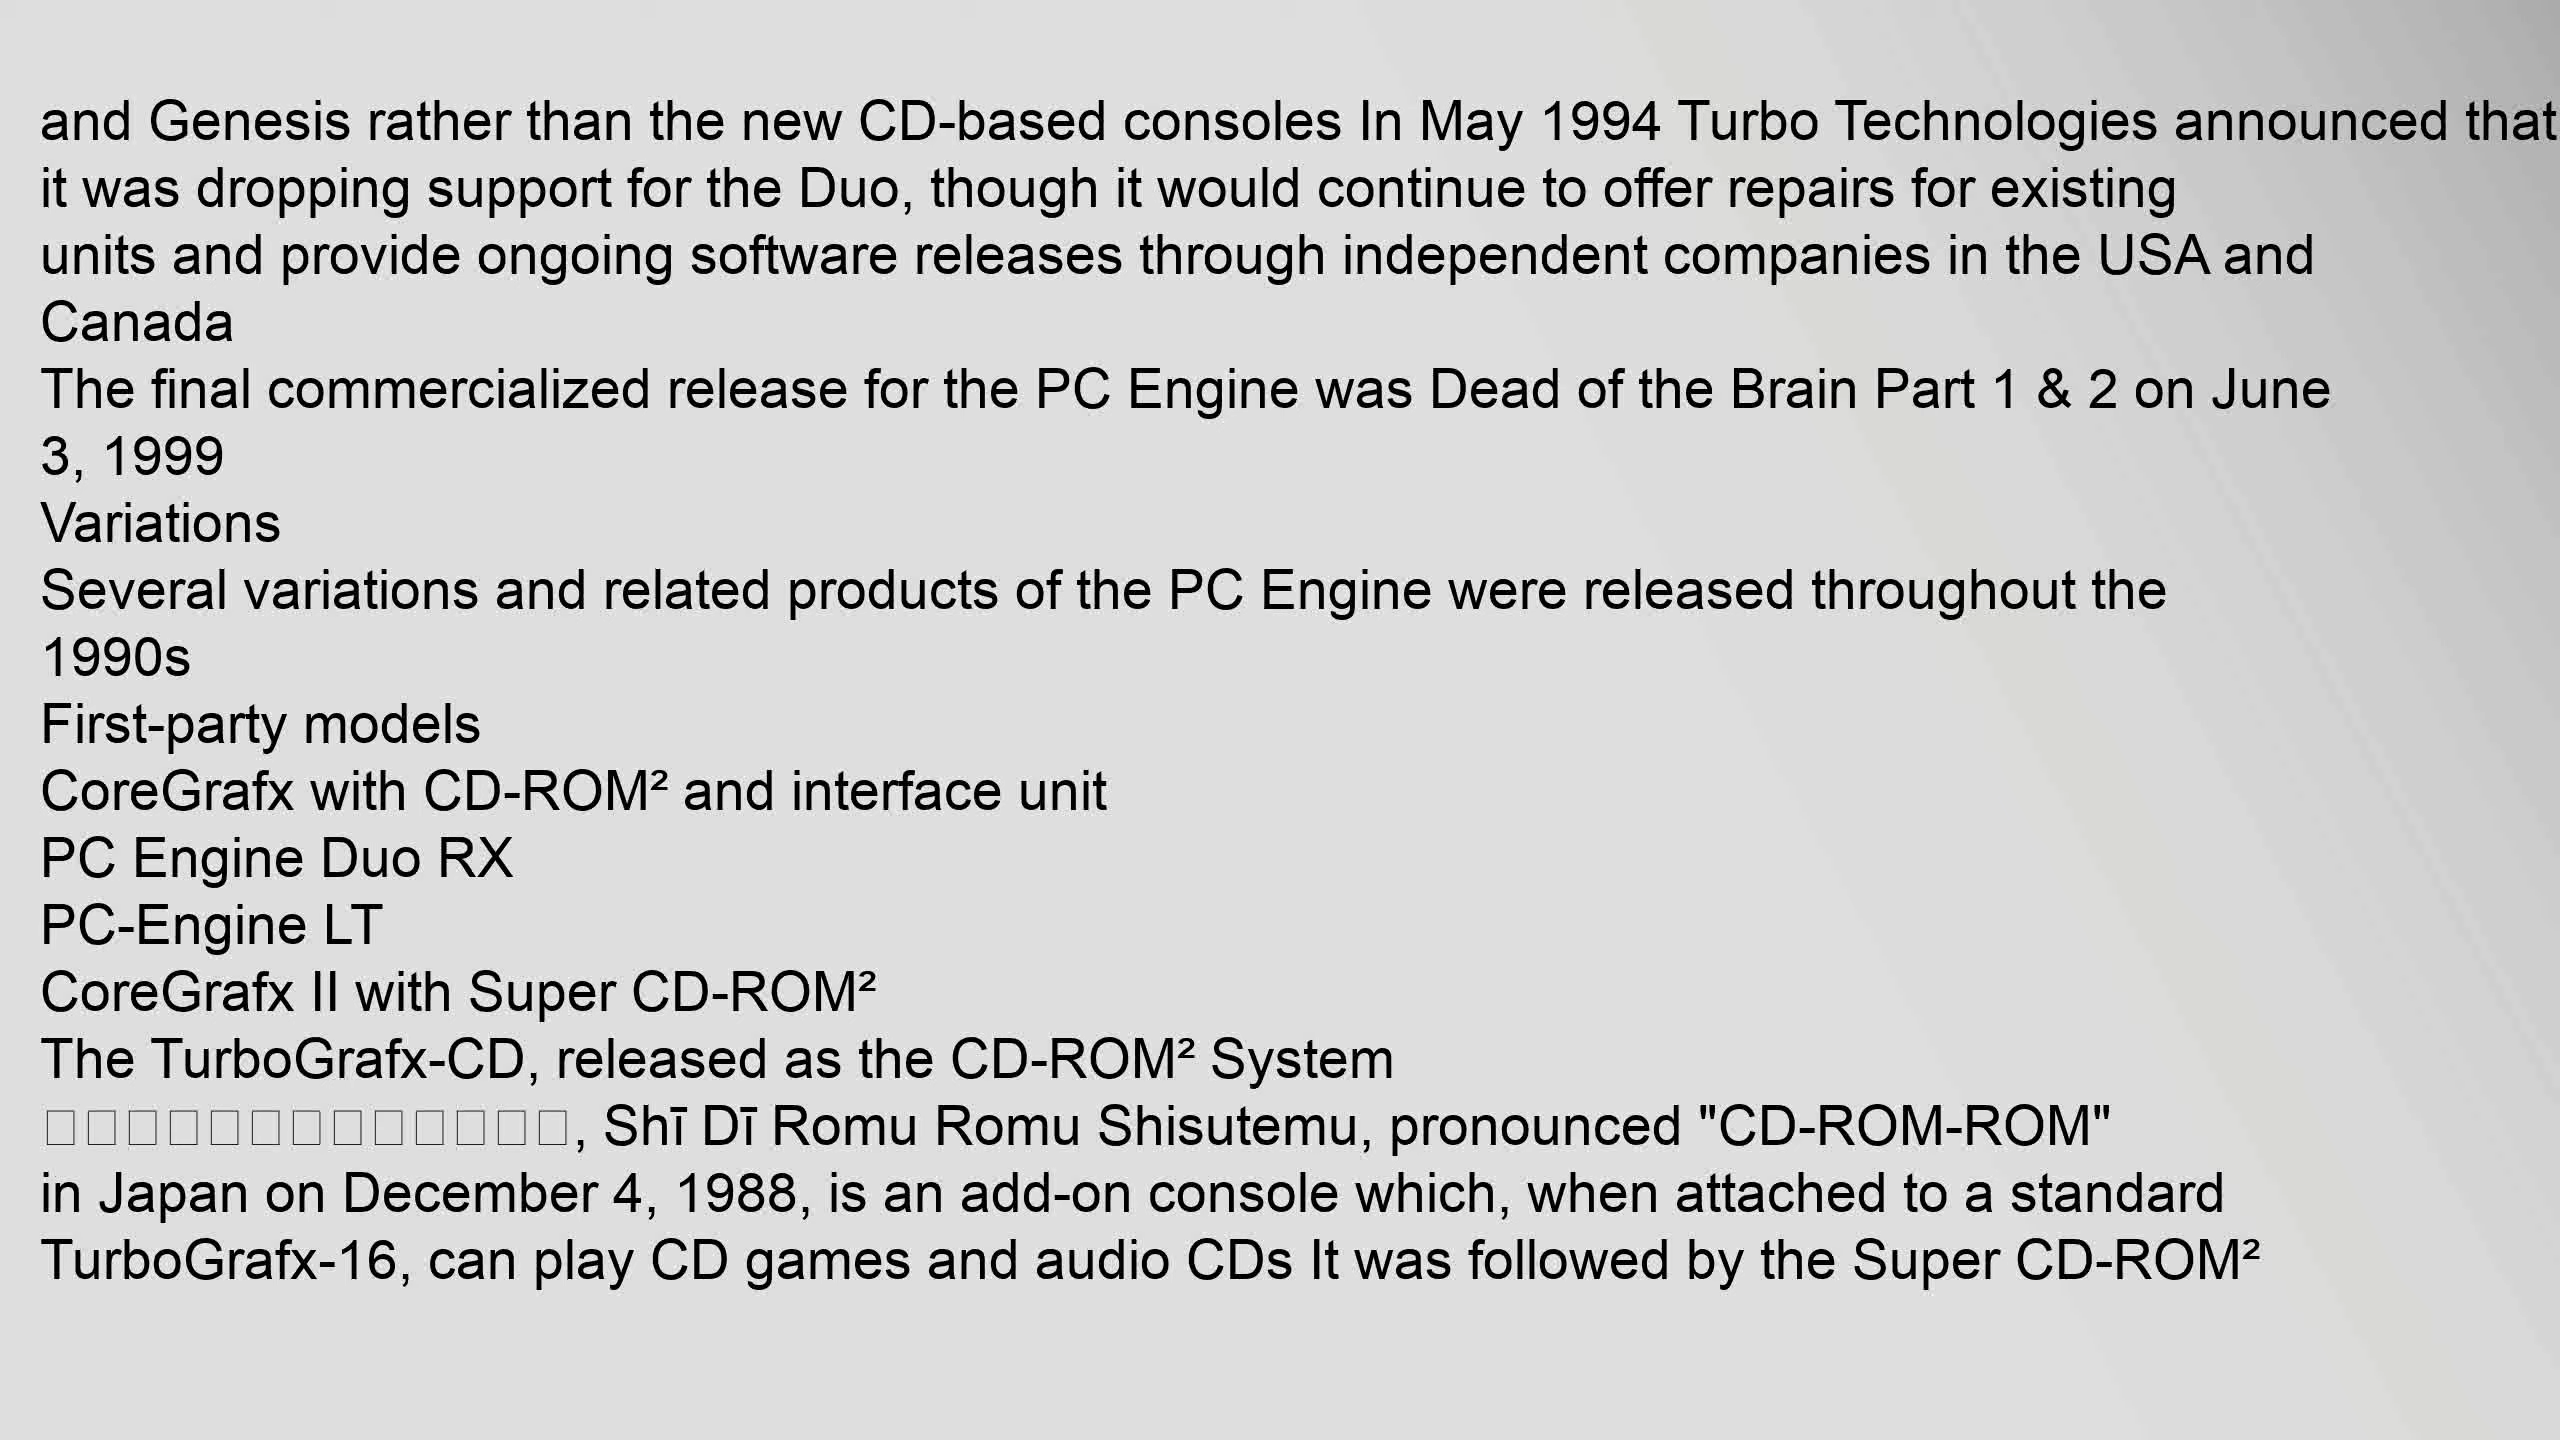 and Genesis rather than the new CD-based consoles In May 1994 Turbo Technologies announced that
it was dropping support for the Duo, though it would continue to offer repairs for existing
units and provide ongoing software releases through independent companies in the USA and
Canada
The final commercialized release for the PC Engine was Dead of the Brain Part 1 & 2 on June
3, 1999
Variations
Several variations and related products of the PC Engine were released throughout the
1990s
First-party models
CoreGrafx with CD-ROM² and interface unit
PC Engine Duo RX
PC-Engine LT
CoreGrafx II with Super CD-ROM²
The TurboGrafx-CD, released as the CD-ROM² System
□□□□□□□□□□□□□, Shī Dī Romu Romu Shisutemu, pronounced "CD-ROM-ROM"
in Japan on December 4, 1988, is an add-on console which, when attached to a standard
TurboGrafx-16, can play CD games and audio CDs It was followed by the Super CD-ROM²